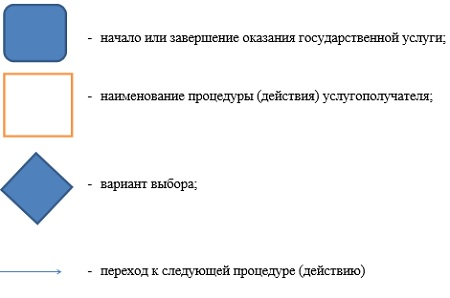 - начало или завершение оказания государственной услуги;
- наименование процедуры (действия) услугополучателя;
- вариант выбора;
- переход к следующей процедуре (действию)